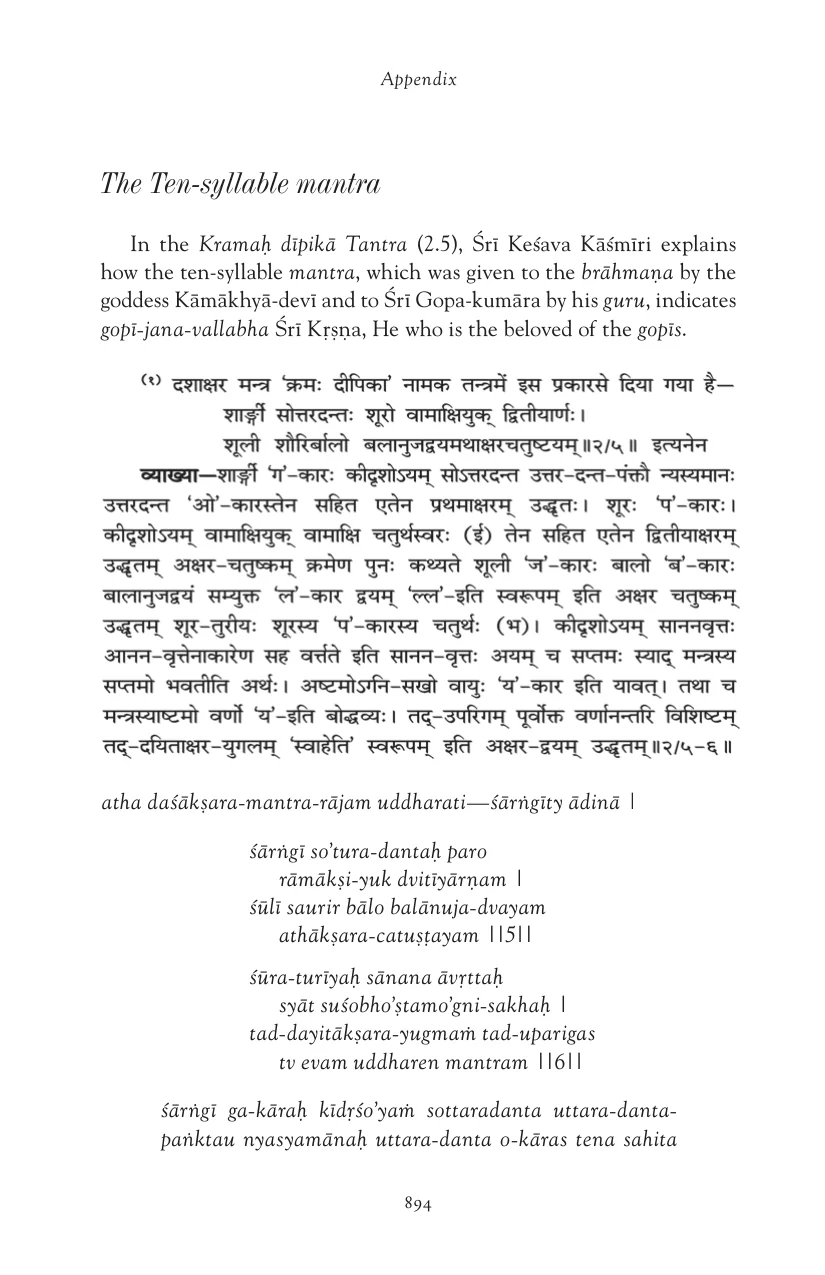 Appendix
The Ten-syllable mantra
In the Kramaḥ dīpikā Tantra (2.5), Śrī Keśava Kāśmīri explains
how the ten-syllable mantra, which was given to the brāhmaṇa by the
goddess Kāmākhyā-devī and to Śrī Gopa-kumāra by his guru, indicates
gopī-jana-vallabha Śrī Kṛṣṇa, He who is the beloved of the gopīs.
(१) दशाक्षर मन्त्र ‘क्रमः दीपिका’ नामक तन्त्रमें इस प्रकारसे दिया गया है—
शार्ङ्गी सोत्तरदन्तः शूरो वामाक्षियुक् द्वितीयार्णः।
शूली शौरिर्बालो बलानुजद्वयमथाक्षरचतुष्टयम्॥२/५॥ इत्यनेन
व्याख्या—शार्ङ्गी ‘ग’-कारः कीदृशोऽयम् सोऽत्तरदन्त उत्तर-दन्त-पंक्तौ न्यस्यमानः
उत्तरदन्त ‘ओ’-कारस्तेन सहित एतेन प्रथमाक्षरम् उद्धृतः। शूरः ‘प’-कारः।
कीदृशोऽयम् वामाक्षियुक् वामाक्षि चतुर्थस्वरः (ई) तेन सहित एतेन द्वितीयाक्षरम्
उद्धृतम् अक्षर-चतुष्कम् क्रमेण पुनः कथ्यते शूली ‘ज’-कारः बालो ‘ब’-कारः
बालानुजद्वयं सम्युक्त ‘ल’-कार द्वयम् ‘ल्ल’-इति स्वरूपम् इति अक्षर चतुष्कम्
उद्धृतम् शूर-तुरीयः शूरस्य ‘प’-कारस्य चतुर्थः (भ)। कीदृशोऽयम् साननवृत्तः
आनन-वृत्तेनाकारेण सह वर्त्तते इति सानन-वृत्तः अयम् च सप्तमः स्याद् मन्त्रस्य
सप्तमो भवतीति अर्थः। अष्टमोऽग्नि-सखो वायुः ‘य’-कार इति यावत्। तथा च
मन्त्रस्याष्टमो वर्णो ‘य’-इति बोद्धव्यः। तद्-उपरिगम् पूर्वोक्त वर्णानन्तरि विशिष्टम्
तद्-दयिताक्षर-युगलम् ‘स्वाहेति’ स्वरूपम् इति अक्षर-द्वयम् उद्धृतम्॥२/५-६॥
atha daśākṣara-mantra-rājam uddharati—śārṅgīty ādinā |
śārṅgī so’tura-dantaḥ paro
rāmākṣi-yuk dvitīyārṇam |
śūlī saurir bālo balānuja-dvayam
athākṣara-catuṣṭayam ||5||
śūra-turīyaḥ sānana āvṛttaḥ
syāt suśobho’ṣtamo’gni-sakhaḥ |
tad-dayitākṣara-yugmaṁ tad-uparigas
tv evam uddharen mantram ||6||
śārṅgī ga-kāraḥ kīdṛśo’yaṁ sottaradanta uttara-danta-
paṅktau nyasyamānaḥ uttara-danta o-kāras tena sahita
894